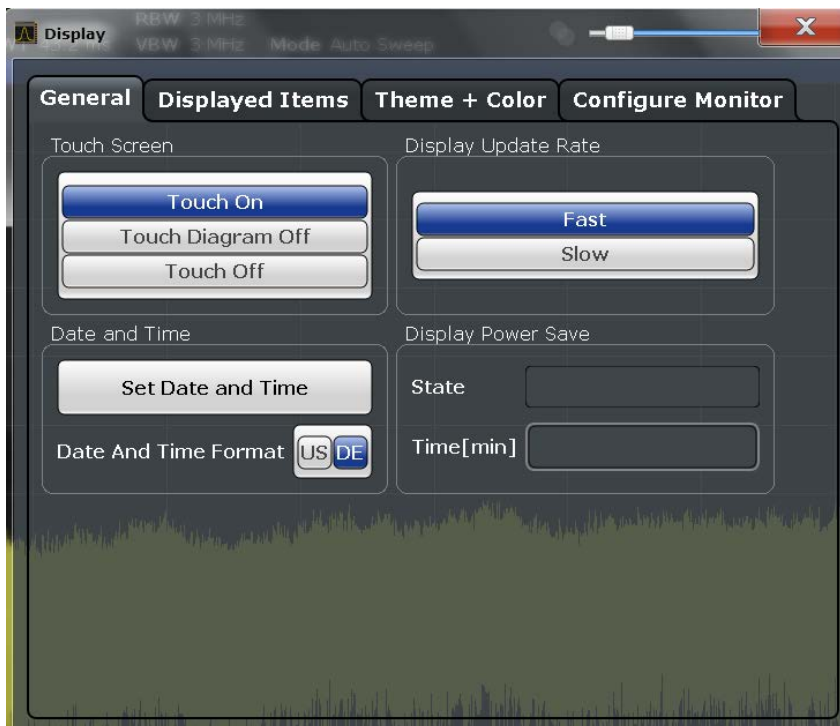 RBW 3 MHz
Display
VBW 3 MHz Mode Auto Sweep
General
Displayed Items
Theme + Color
Configure Monitor
Touch Screen
Touch On
Touch Diagram Off
Touch Off
Display Update Rate
Fast
Slow
Date and Time
Set Date and Time
Date And Time Format US DE
Display Power Save
State
Time[min]